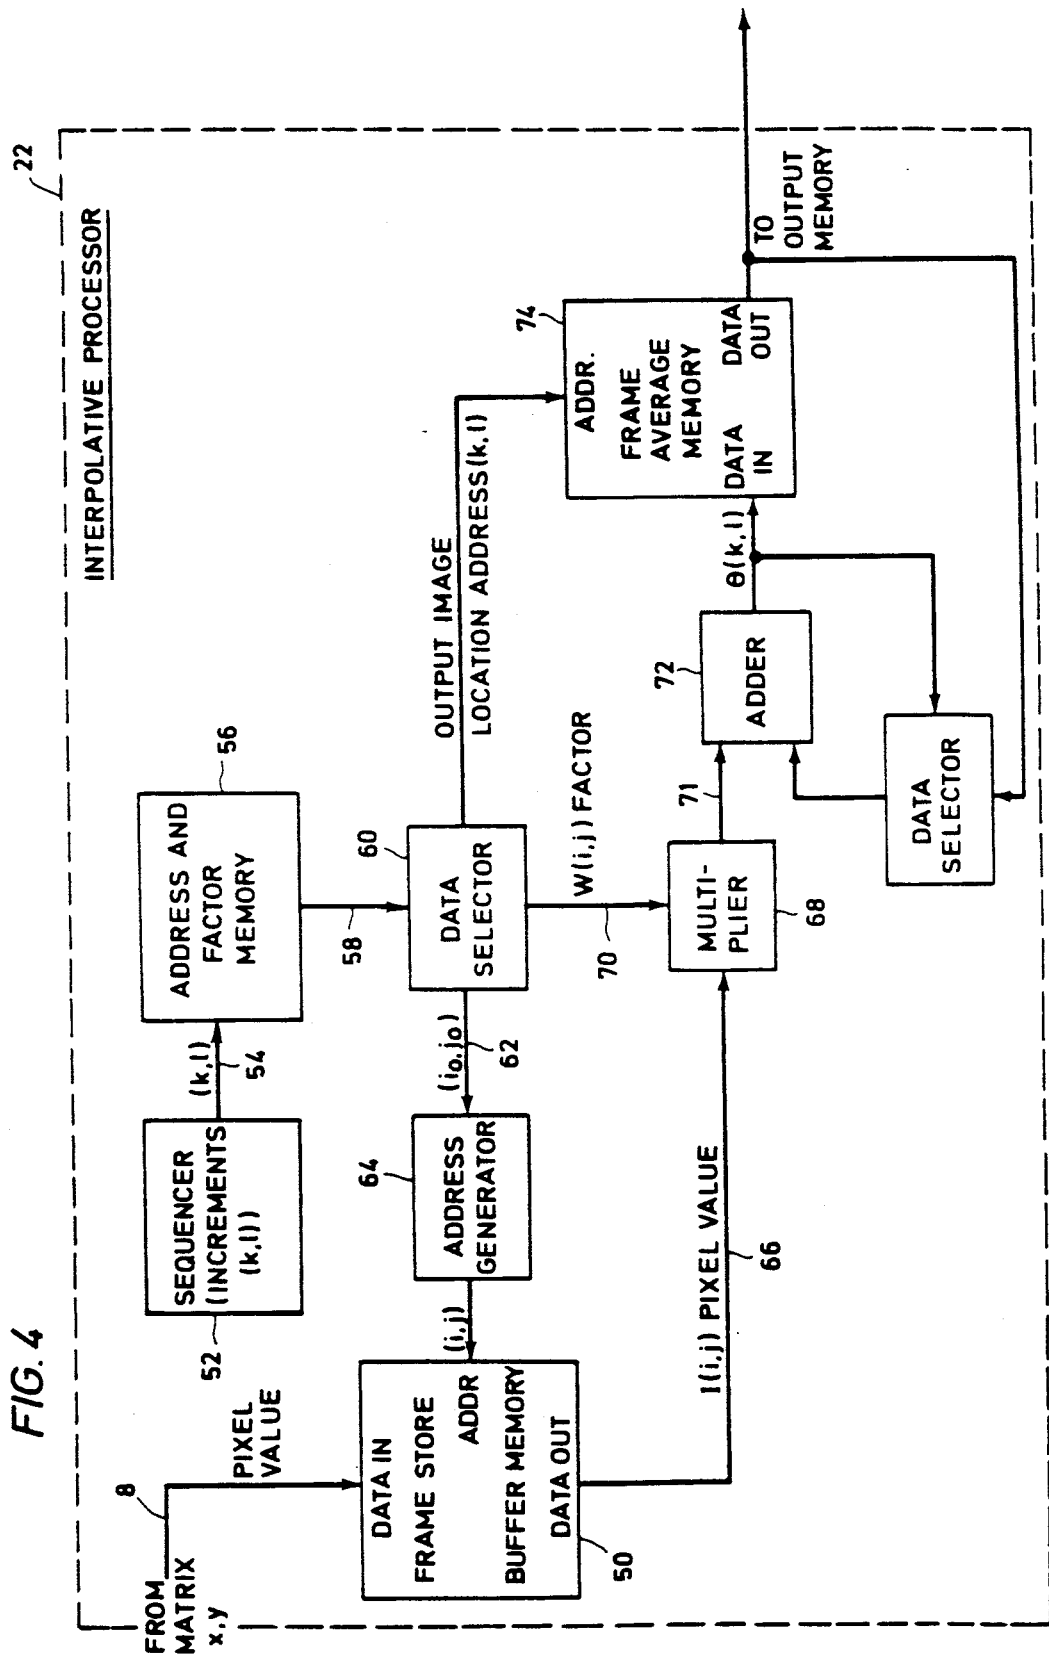 FIG. 4
22
INTERPOLATIVE PROCESSOR
FROM
MATRIX
x,y
8
PIXEL
VALUE
DATA IN
FRAME STORE
ADDR
BUFFER MEMORY
DATA OUT
50
52
SEQUENCER
(INCREMENTS
(k,l))
(k,l)
54
ADDRESS AND
FACTOR
MEMORY
56
58
60
DATA
SELECTOR
(i0,j0)
62
64
ADDRESS
GENERATOR
(i,j)
OUTPUT IMAGE
LOCATION ADDRESS(k,l)
W(i,j) FACTOR
70
I(i,j) PIXEL VALUE
66
MULTI-
PLIER
68
71
72
ADDER
θ(k,l)
DATA
SELECTOR
74
ADDR.
FRAME
AVERAGE
MEMORY
DATA
IN
DATA
OUT
TO
OUTPUT
MEMORY